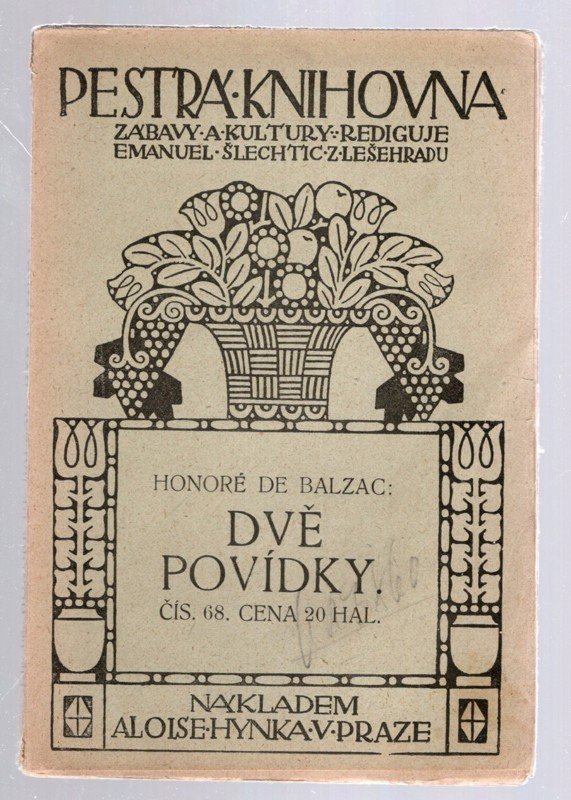 PESTRÁ·KNIHOVNA
ZÁBAVY·A·KULTURY·REDIGUJE
EMANUEL·ŠLECHTIC·Z·LEŠEHRADU
HONORÉ DE BALZAC:
DVĚ
POVÍDKY.
ČÍS. 68. CENA 20 HAL.
NÁKLADEM
ALOISE·HYNKA·V·PRAZE